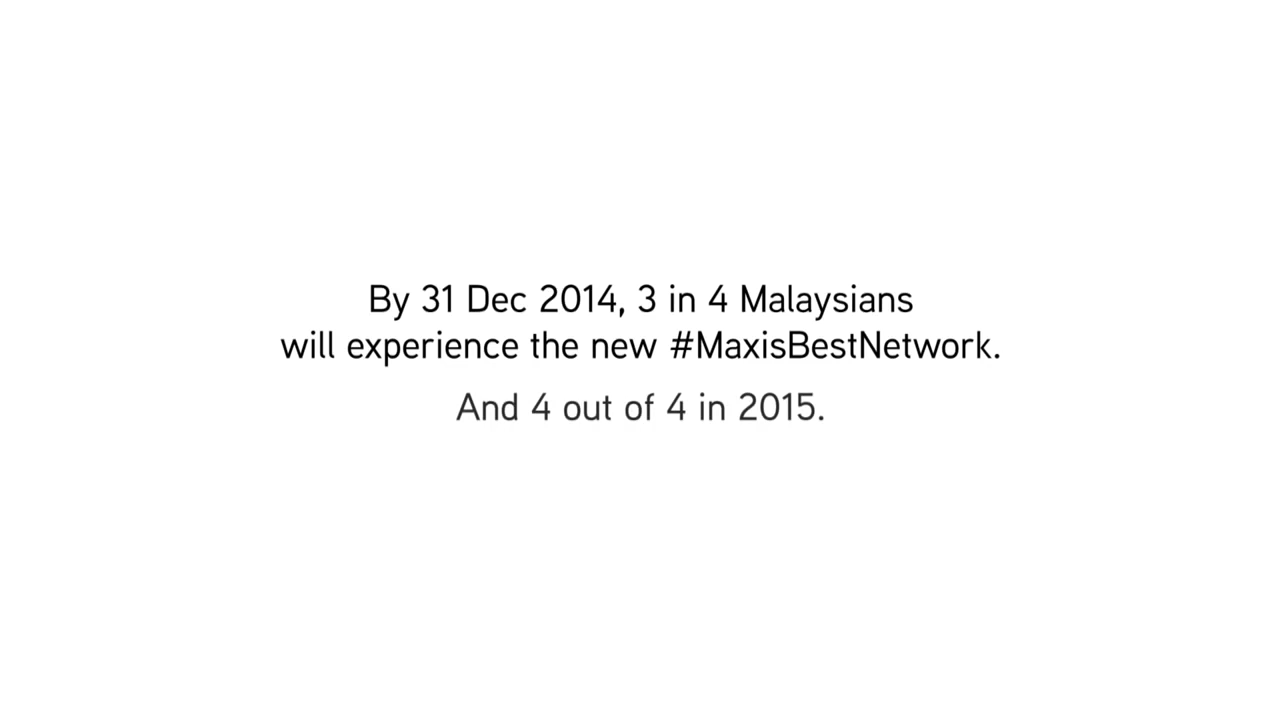 By 31 Dec 2014, 3 in 4 Malaysians
will experience the new #MaxisBestNetwork.
And 4 out of 4 in 2015.